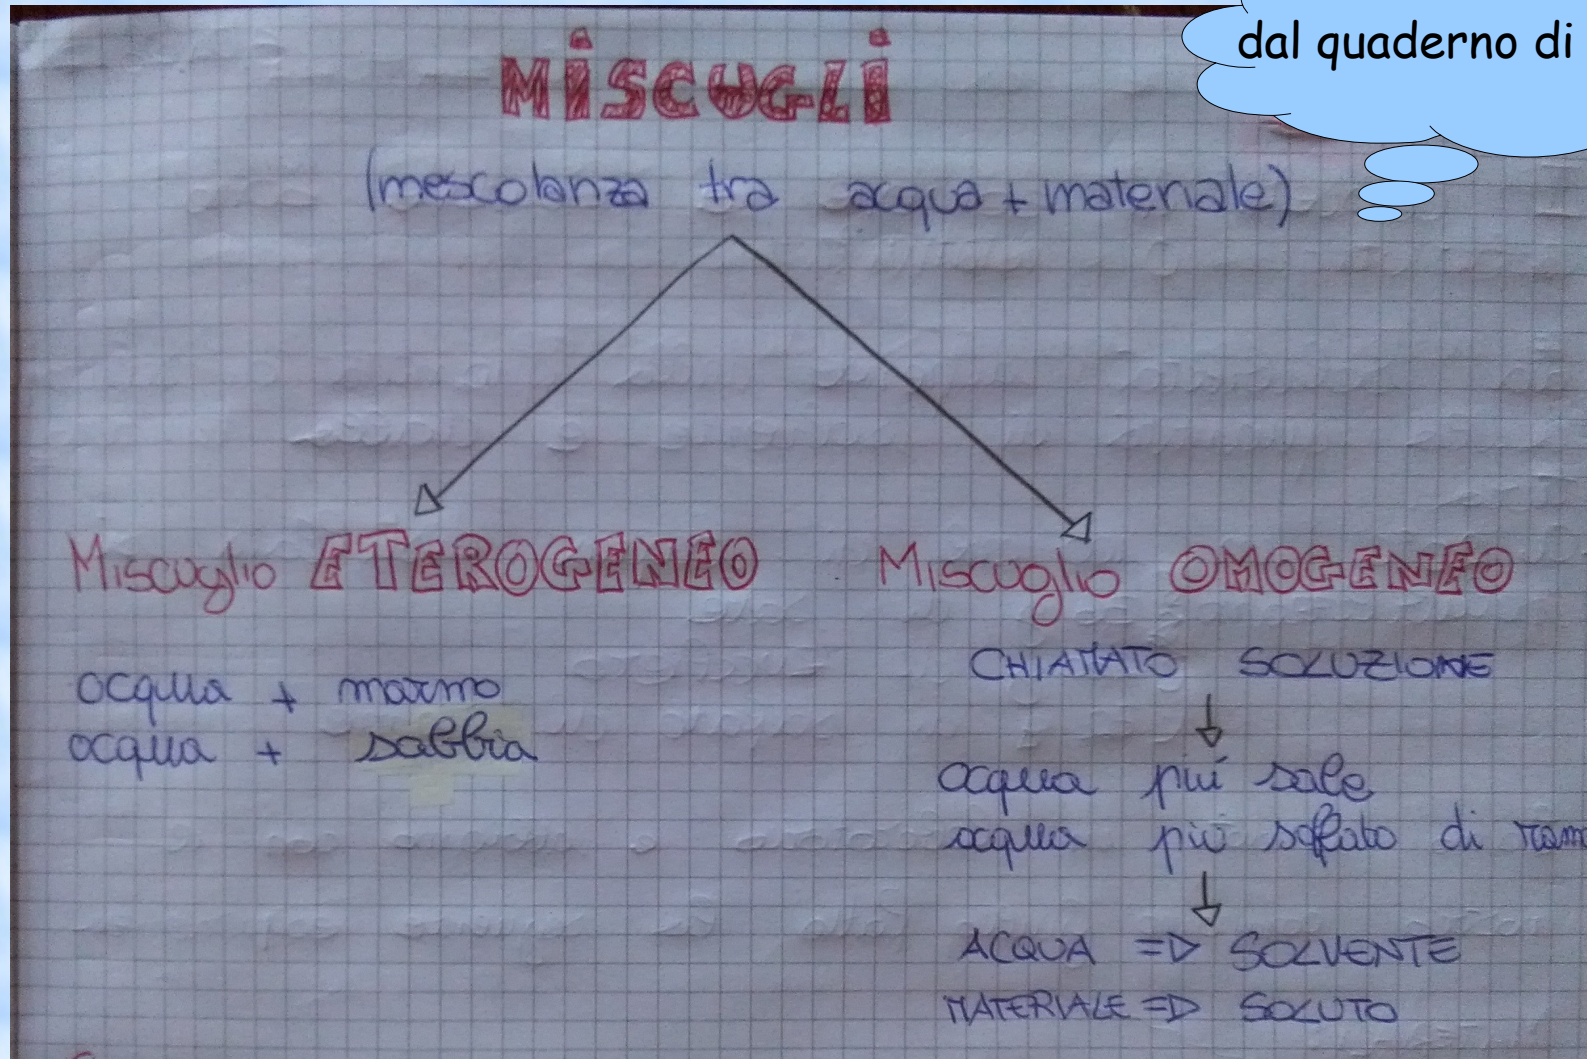 dal quaderno di
MiSCUGLi
(mescolanza tra acqua + materiale)
Miscuglio ETEROGENEO
acqua + marmo
acqua + sabbia
Miscuglio OMOGENEO
CHIAMATO SOLUZIONE
acqua più sale
acqua più solfato di ram
ACQUA => SOLVENTE
MATERIALE => SOLUTO